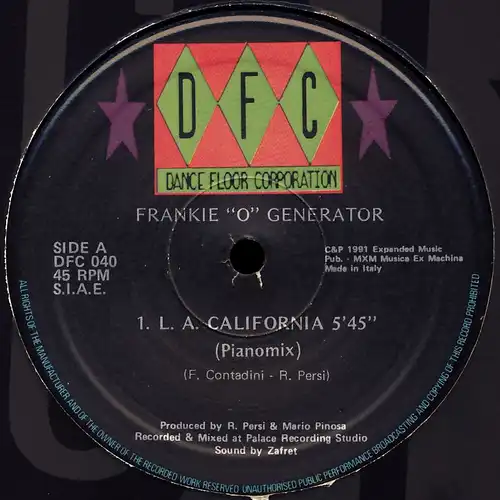 DFC
DANCE FLOOR CORPORATION
FRANKIE "O" GENERATOR
SIDE A
DFC 040
45 RPM
S.I.A.E.
C&P 1991 Expanded Music
Pub. - MXM Musica Ex Machina
Made in Italy
1. L. A. CALIFORNIA 5'45"
(Pianomix)
(F. Contadini - R. Persi)
Produced by R. Persi & Mario Pinosa
Recorded & Mixed at Palace Recording Studio
Sound by Zafret
ALL RIGHTS OF THE MANUFACTURER AND OF THE OWNER OF THE RECORDED WORK RESERVED UNAUTHORISED PUBLIC PERFORMANCE BROADCASTING AND COPYING OF THIS RECORD PROHIBITED